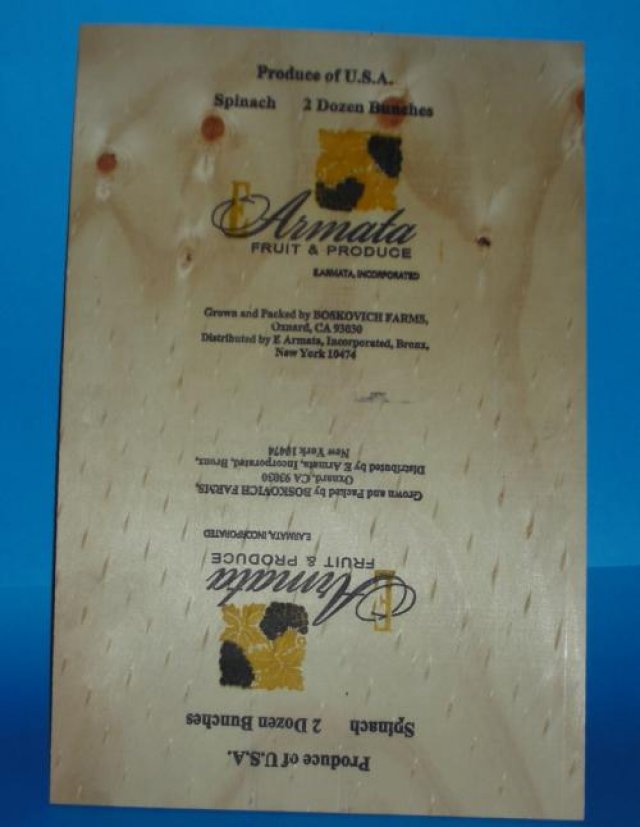 Produce of U.S.A.
Spinach 2 Dozen Bunches
E Armata
FRUIT & PRODUCE
E ARMATA, INCORPORATED
Grown and Packed by BOSKOVICH FARMS,
Oxnard, CA 93030
Distributed by E Armata, Incorporated, Bronx,
New York 10474
Produce of U.S.A.
Spinach 2 Dozen Bunches
E Armata
FRUIT & PRODUCE
E ARMATA, INCORPORATED
Grown and Packed by BOSKOVICH FARMS,
Oxnard, CA 93030
Distributed by E Armata, Incorporated, Bronx,
New York 10474